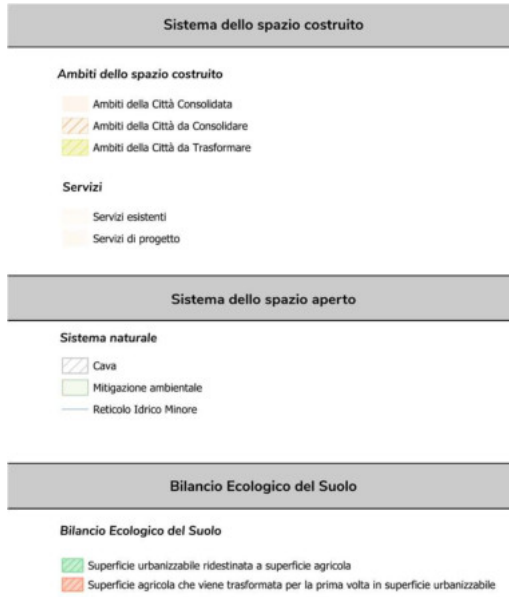 Sistema dello spazio costruito
Ambiti dello spazio costruito
Ambiti della Città Consolidata
Ambiti della Città da Consolidare
Ambiti della Città da Trasformare
Servizi
Servizi esistenti
Servizi di progetto
Sistema dello spazio aperto
Sistema naturale
Cava
Mitigazione ambientale
Reticolo Idrico Minore
Bilancio Ecologico del Suolo
Bilancio Ecologico del Suolo
Superficie urbanizzabile ridestinata a superficie agricola
Superficie agricola che viene trasformata per la prima volta in superficie urbanizzabile